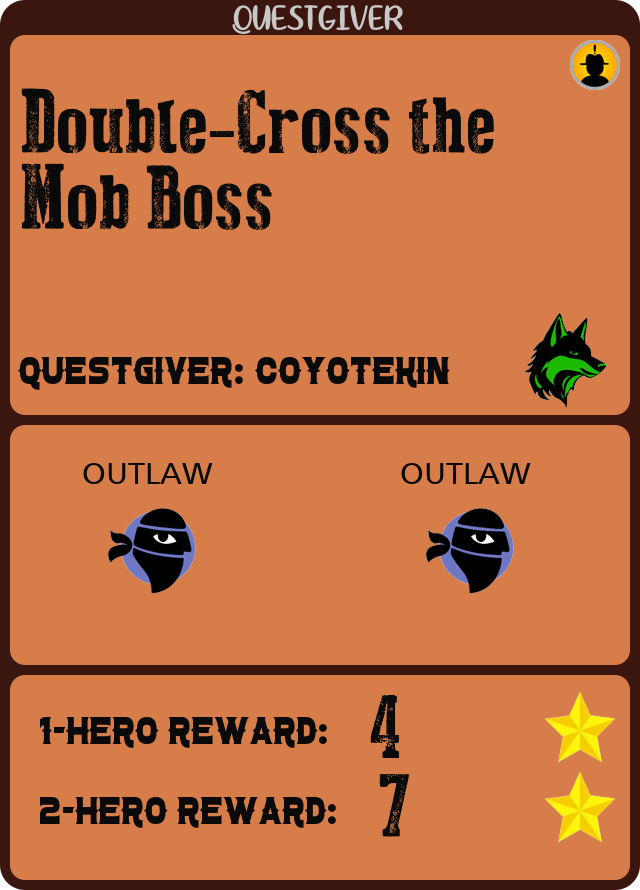 QUESTGIVER
Double-Cross the
Mob Boss
QUESTGIVER: COYOTEKIN
OUTLAW OUTLAW
1-HERO REWARD: 4
2-HERO REWARD: 7